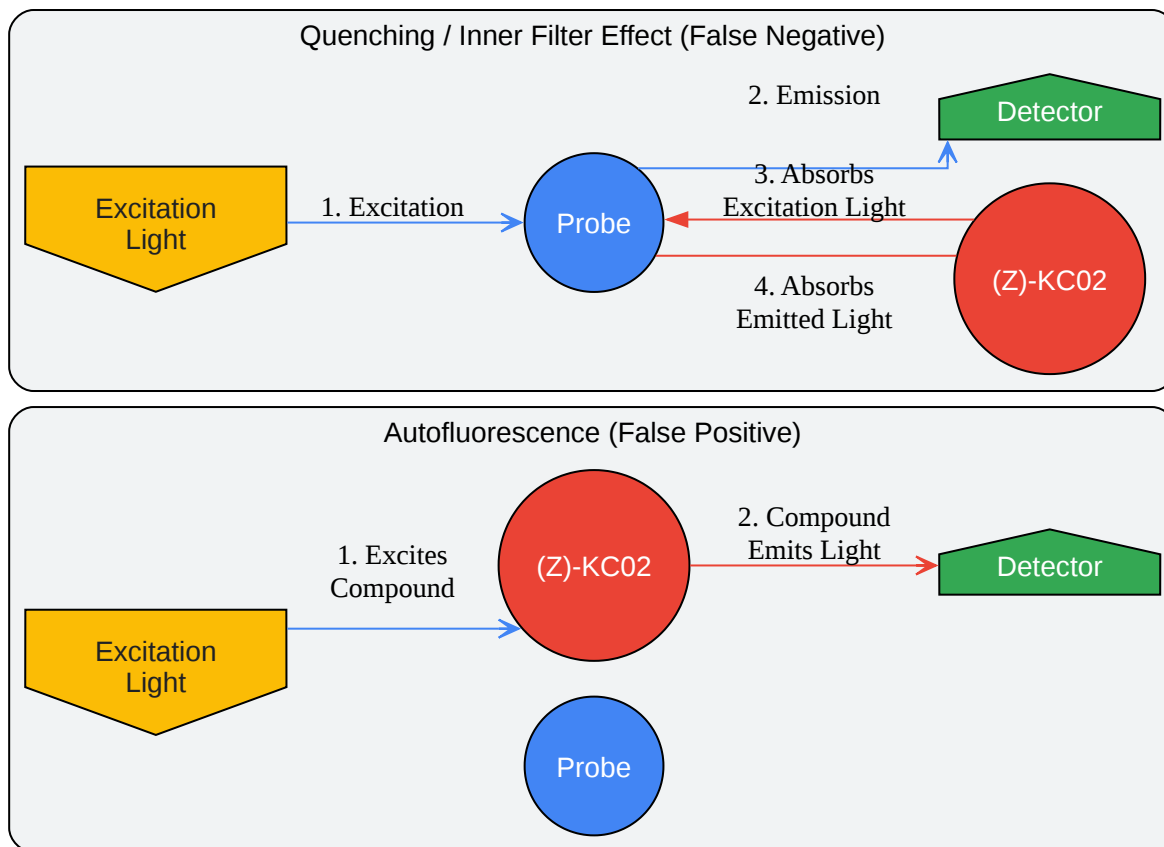 Quenching / Inner Filter Effect (False Negative)
2. Emission
Detector
Excitation
Light
1. Excitation
Probe
3. Absorbs
Excitation Light
(Z)-KC02
4. Absorbs
Emitted Light
Autofluorescence (False Positive)
1. Excites
Compound
(Z)-KC02
2. Compound
Emits Light
Detector
Excitation
Light
Probe